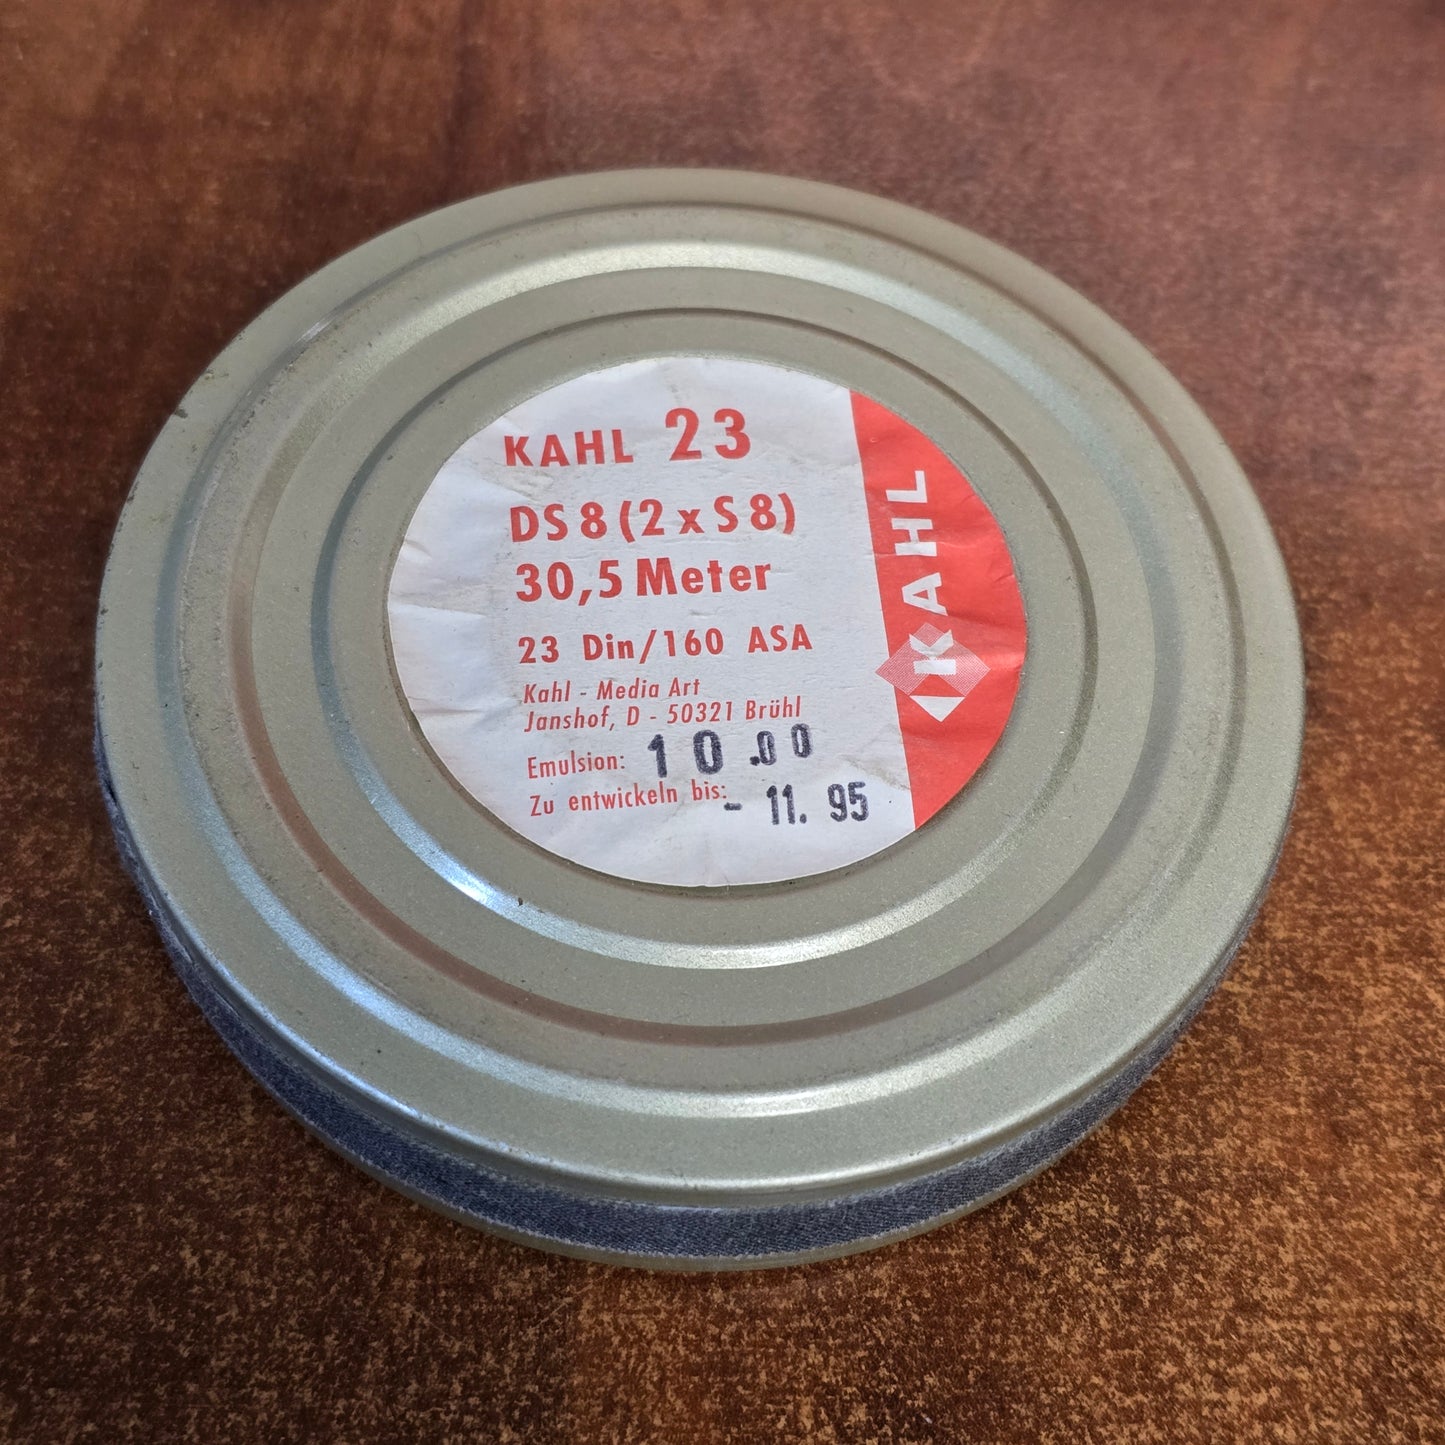 KAHL 23
DS 8 (2 x S 8)
30,5 Meter
23 Din/160 ASA
Kahl - Media Art
Janshof, D - 50321 Brühl
Emulsion: 10.00
Zu entwickeln bis: - 11. 95
KAHL
K